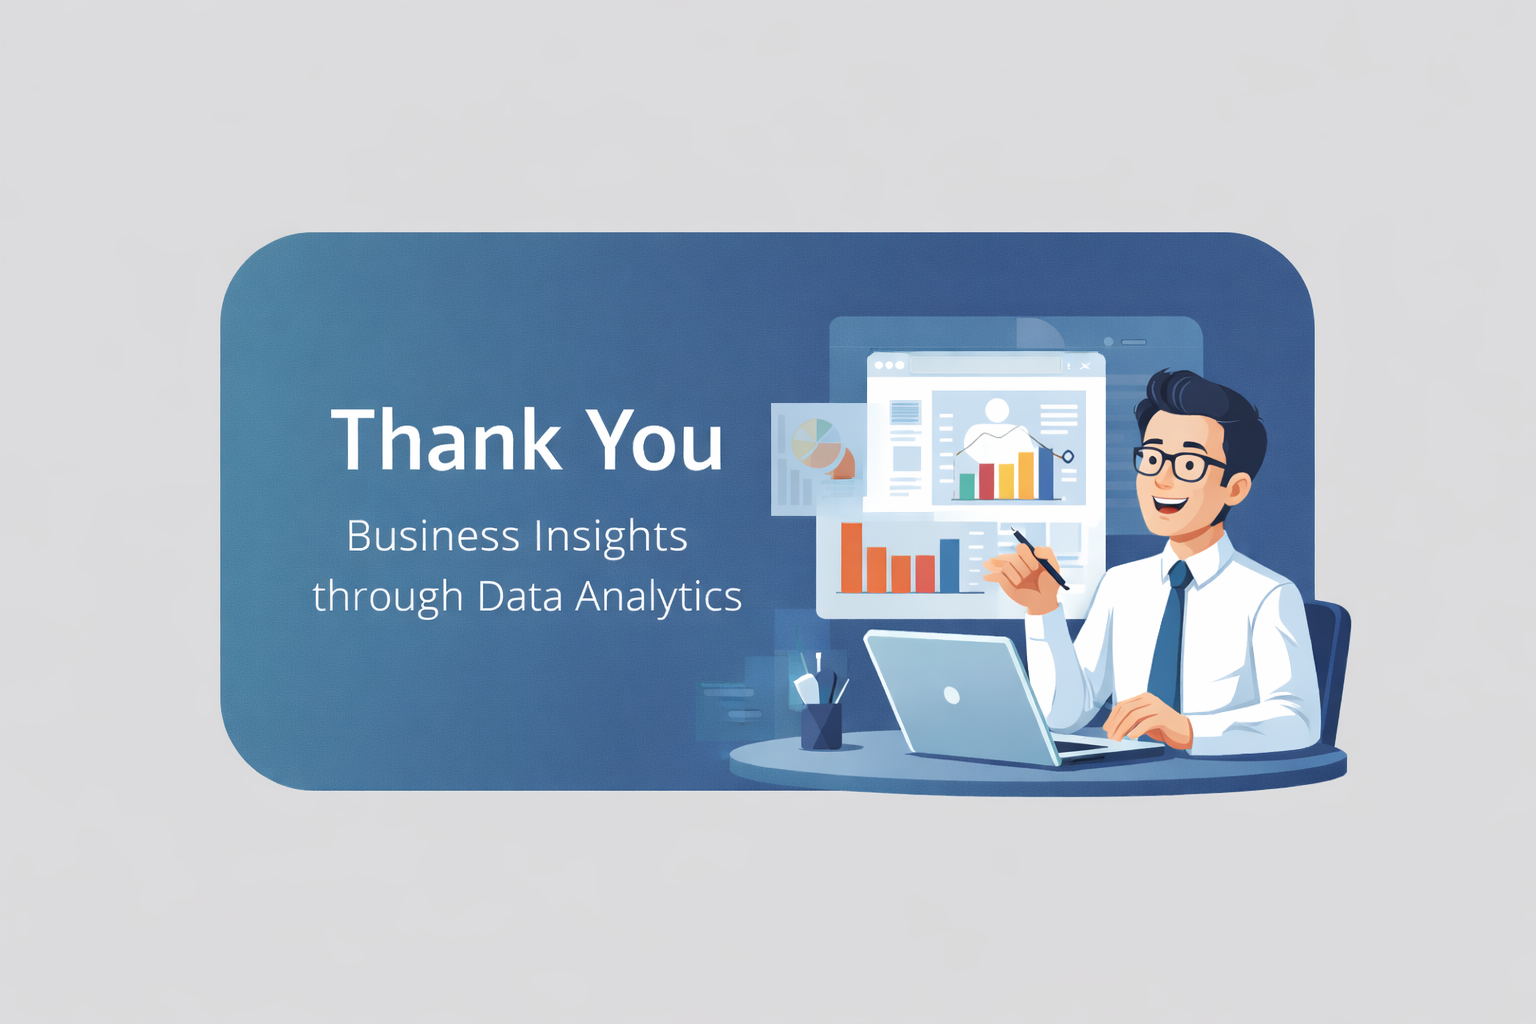 Thank You
Business Insights
through Data Analytics